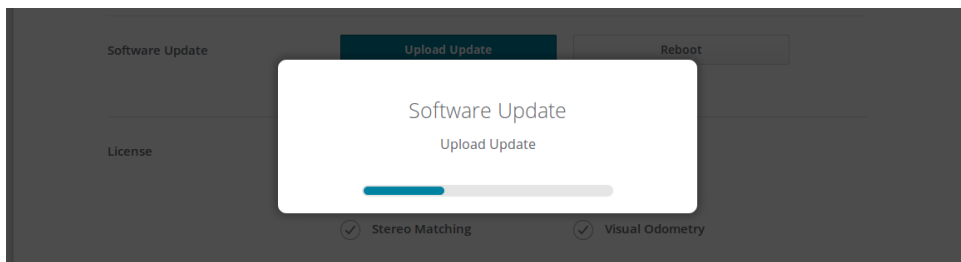 Software Update
Upload Update
Reboot
Software Update
Upload Update
License
Stereo Matching
Visual Odometry